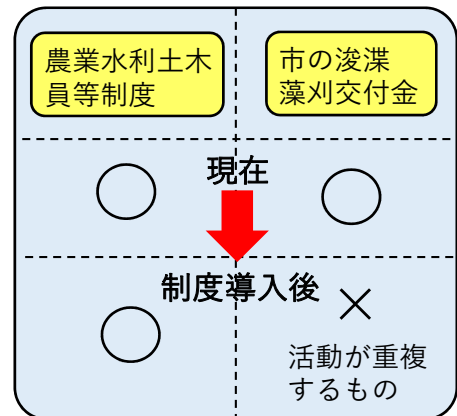 農業水利土木
員等制度
市の浚渫
藻刈交付金
現在
○
○
制度導入後
○
×
活動が重複
するもの